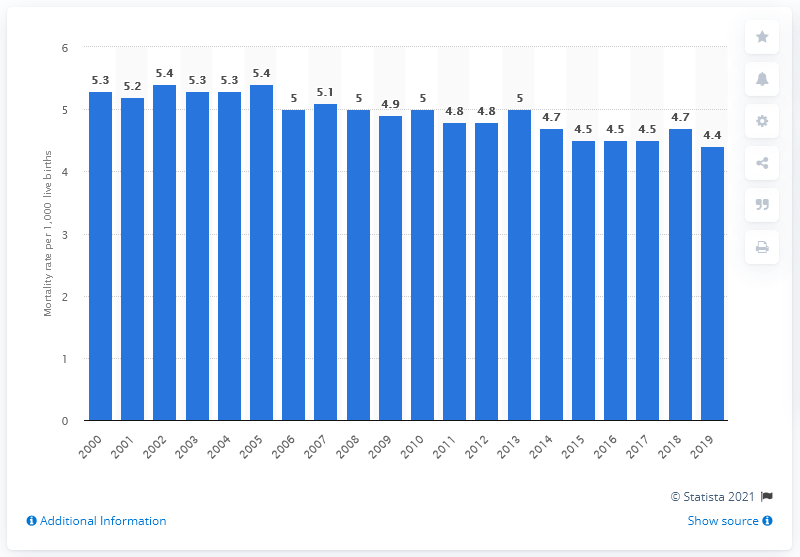 6
5
4
3
2
1
0
Mortality rate per 1,000 live births
5.3 5.2 5.4 5.3 5.3 5.4 5 5.1 5 4.9 5 4.8 4.8 5 4.7 4.5 4.5 4.5 4.7 4.4
2000 2001 2002 2003 2004 2005 2006 2007 2008 2009 2010 2011 2012 2013 2014 2015 2016 2017 2018 2019
© Statista 2021
Additional Information
Show source